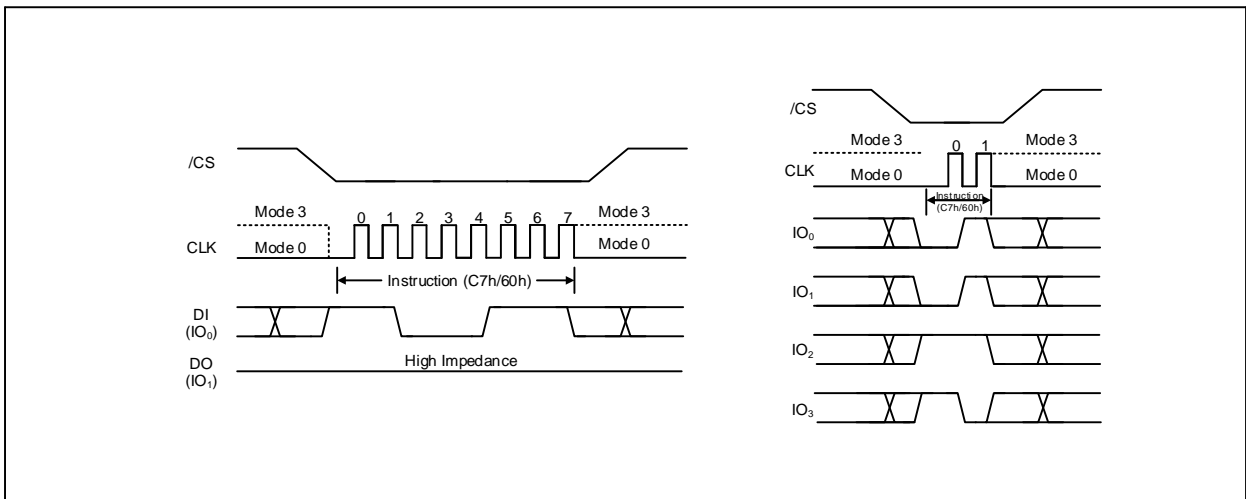 /CS
Mode 3
0 1 2 3 4 5 6 7
Mode 3
CLK
Mode 0
Mode 0
Instruction (C7h/60h)
DI
(IO₀)
DO
(IO₁)
High Impedance
/CS
Mode 3
0 1
Mode 3
CLK
Mode 0
Mode 0
Instruction
(C7h/60h)
IO₀
IO₁
IO₂
IO₃